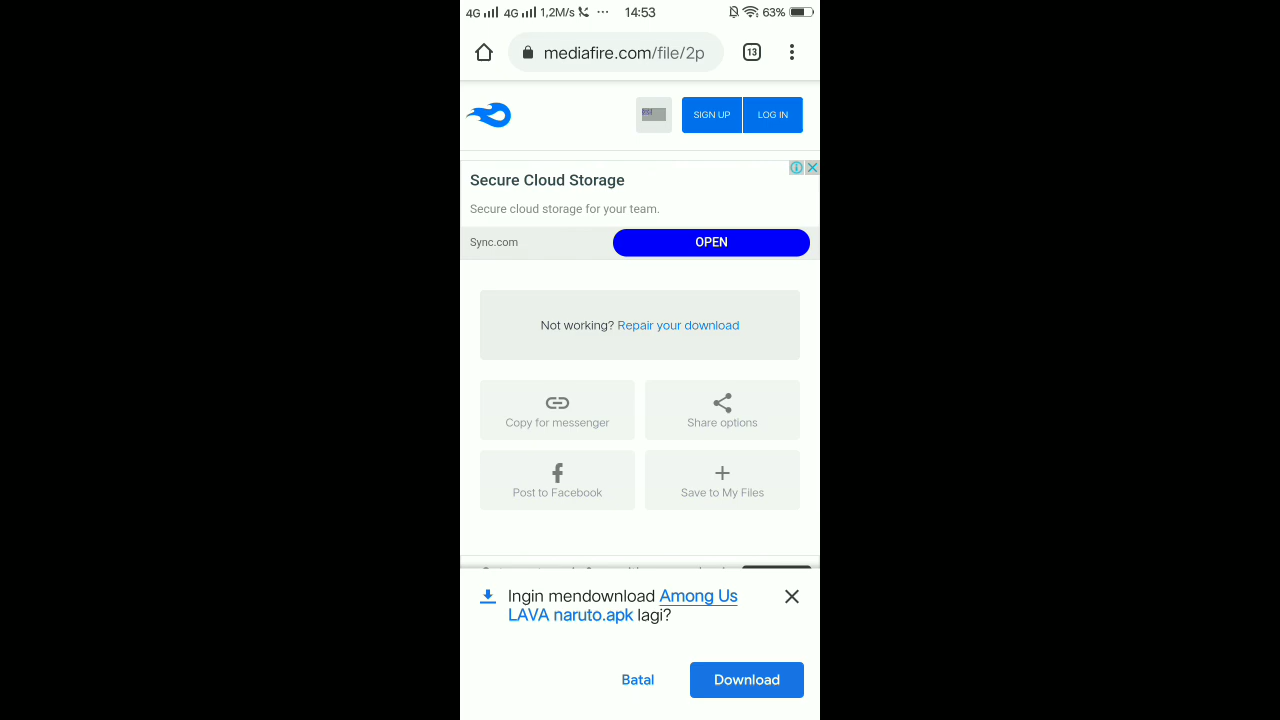 4G 4G 1,2M/s 14:53 63%
mediafire.com/file/2p 13
SIGN UP LOG IN
Secure Cloud Storage
Secure cloud storage for your team.
Sync.com OPEN
Not working? Repair your download
Copy for messenger Share options
Post to Facebook Save to My Files
Ingin mendownload Among Us
LAVA naruto.apk lagi?
Batal Download